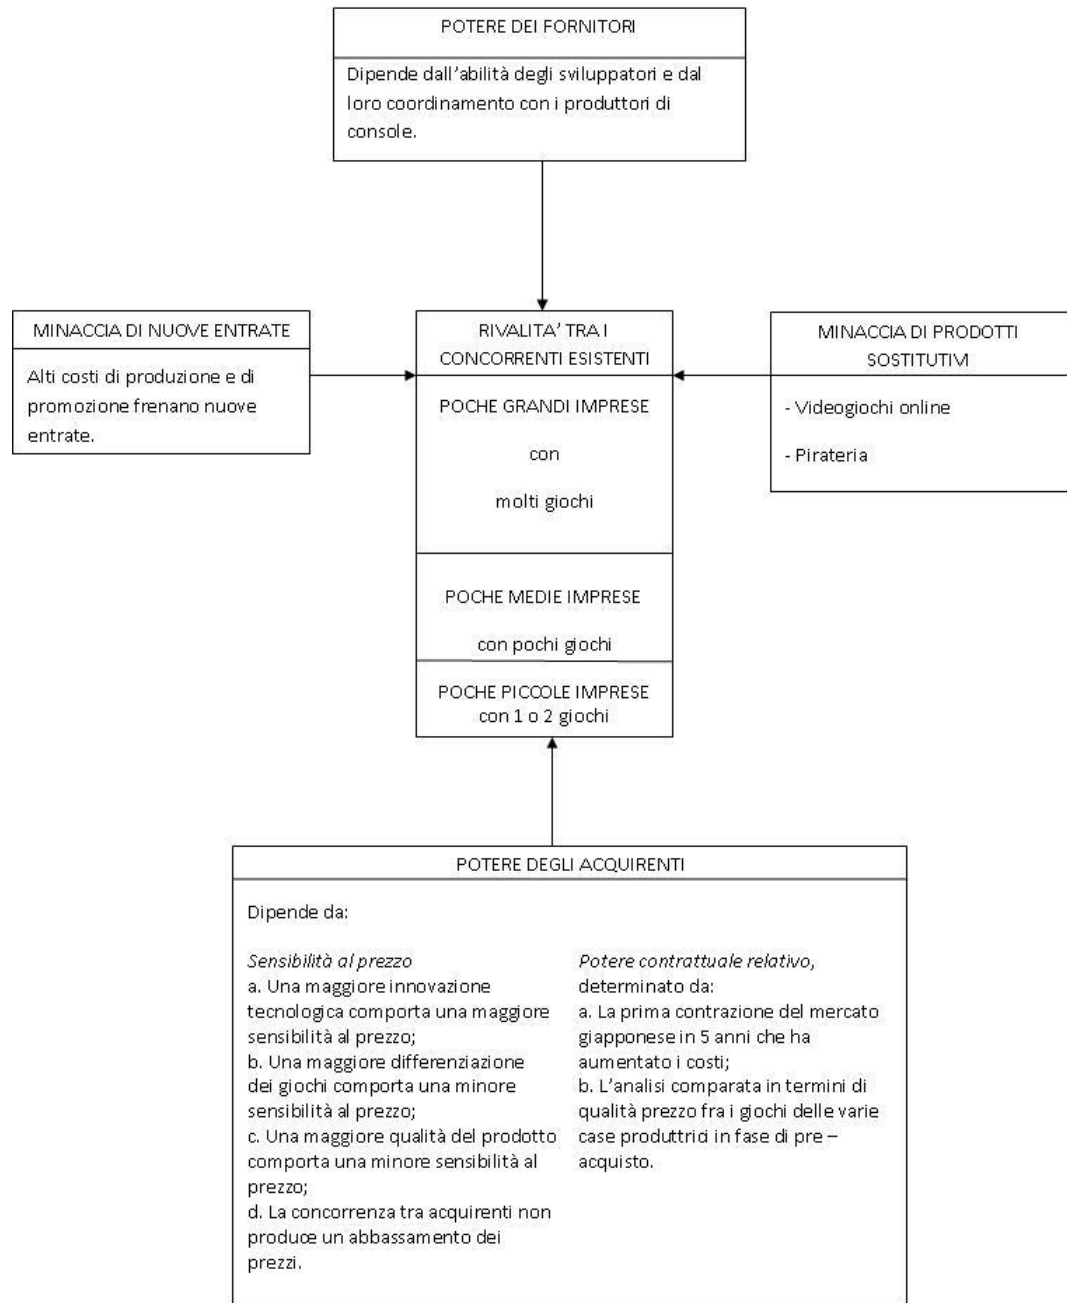 POTERE DEI FORNITORI
Dipende dall'abilità degli sviluppatori e dal
loro coordinamento con i produttori di
console.
MINACCIA DI NUOVE ENTRATE
Alti costi di produzione e di
promozione frenano nuove
entrate.
RIVALITA' TRA I
CONCORRENTI ESISTENTI
POCHE GRANDI IMPRESE
con
molti giochi
POCHE MEDIE IMPRESE
con pochi giochi
POCHE PICCOLE IMPRESE
con 1 o 2 giochi
MINACCIA DI PRODOTTI
SOSTITUTIVI
- Videogiochi online
- Pirateria
POTERE DEGLI ACQUIRENTI
Dipende da:
Sensibilità al prezzo
a. Una maggiore innovazione
tecnologica comporta una maggiore
sensibilità al prezzo;
b. Una maggiore differenziazione
dei giochi comporta una minore
sensibilità al prezzo;
c. Una maggiore qualità del prodotto
comporta una minore sensibilità al
prezzo;
d. La concorrenza tra acquirenti non
produce un abbassamento dei
prezzi.
Potere contrattuale relativo,
determinato da:
a. La prima contrazione del mercato
giapponese in 5 anni che ha
aumentato i costi;
b. L'analisi comparata in termini di
qualità prezzo fra i giochi delle varie
case produttrici in fase di pre –
acquisto.